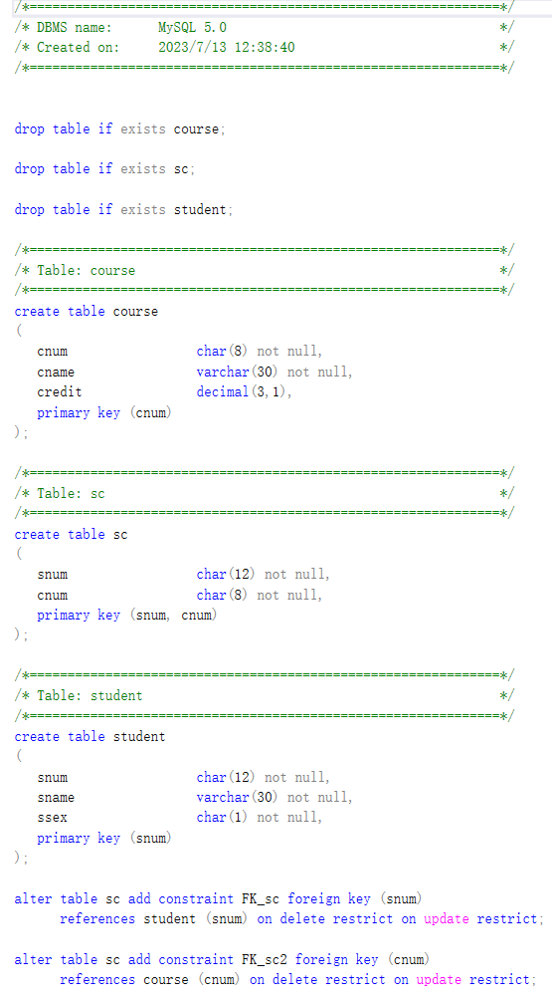 /*==============================================================*/
/* DBMS name:      MySQL 5.0                                    */
/* Created on:     2023/7/13 12:38:40                           */
/*==============================================================*/
drop table if exists course;
drop table if exists sc;
drop table if exists student;
/*==============================================================*/
/* Table: course                                                */
/*==============================================================*/
create table course
(
   cnum                 char(8) not null,
   cname                varchar(30) not null,
   credit               decimal(3,1),
   primary key (cnum)
);
/*==============================================================*/
/* Table: sc                                                    */
/*==============================================================*/
create table sc
(
   snum                 char(12) not null,
   cnum                 char(8) not null,
   primary key (snum, cnum)
);
/*==============================================================*/
/* Table: student                                               */
/*==============================================================*/
create table student
(
   snum                 char(12) not null,
   sname                varchar(30) not null,
   ssex                 char(1) not null,
   primary key (snum)
);
alter table sc add constraint FK_sc foreign key (snum)
      references student (snum) on delete restrict on update restrict;
alter table sc add constraint FK_sc2 foreign key (cnum)
      references course (cnum) on delete restrict on update restrict;